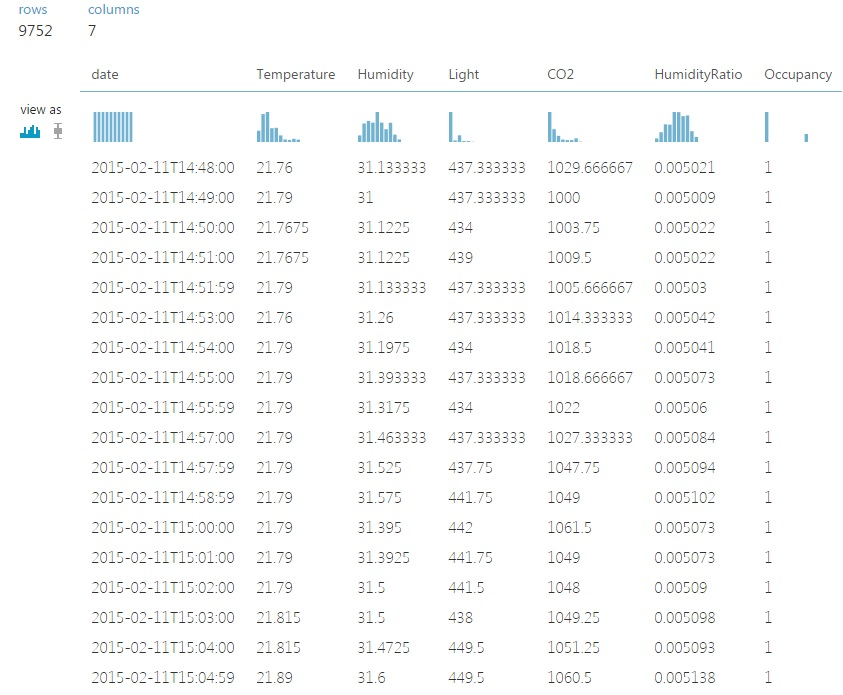 rows columns
9752 7
date Temperature Humidity Light CO2 HumidityRatio Occupancy
view as
2015-02-11T14:48:00 21.76 31.133333 437.333333 1029.666667 0.005021 1
2015-02-11T14:49:00 21.79 31 437.333333 1000 0.005009 1
2015-02-11T14:50:00 21.7675 31.1225 434 1003.75 0.005022 1
2015-02-11T14:51:00 21.7675 31.1225 439 1009.5 0.005022 1
2015-02-11T14:51:59 21.79 31.133333 437.333333 1005.666667 0.00503 1
2015-02-11T14:53:00 21.76 31.26 437.333333 1014.333333 0.005042 1
2015-02-11T14:54:00 21.79 31.1975 434 1018.5 0.005041 1
2015-02-11T14:55:00 21.79 31.393333 437.333333 1018.666667 0.005073 1
2015-02-11T14:55:59 21.79 31.3175 434 1022 0.00506 1
2015-02-11T14:57:00 21.79 31.463333 437.333333 1027.333333 0.005084 1
2015-02-11T14:57:59 21.79 31.525 437.75 1047.75 0.005094 1
2015-02-11T14:58:59 21.79 31.575 441.75 1049 0.005102 1
2015-02-11T15:00:00 21.79 31.395 442 1061.5 0.005073 1
2015-02-11T15:01:00 21.79 31.3925 441.75 1049 0.005073 1
2015-02-11T15:02:00 21.79 31.5 441.5 1048 0.00509 1
2015-02-11T15:03:00 21.815 31.5 438 1049.25 0.005098 1
2015-02-11T15:04:00 21.815 31.4725 449.5 1051.25 0.005093 1
2015-02-11T15:04:59 21.89 31.6 449.5 1060.5 0.005138 1